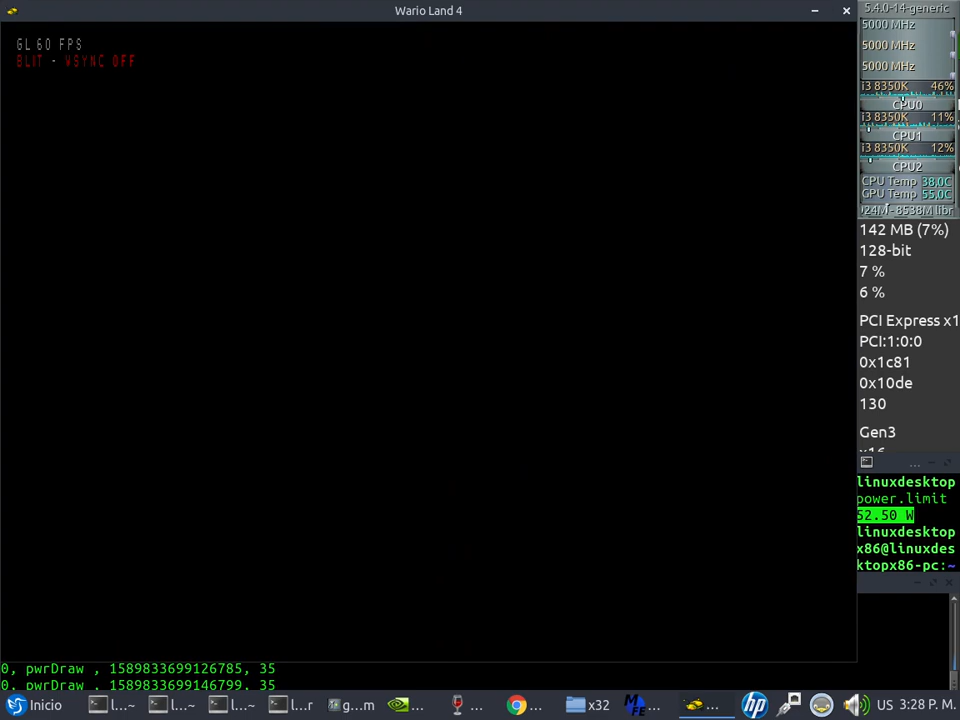 Wario Land 4
GL 60 FPS
BLIT - VSYNC OFF
5.4.0-14-generic
5000 MHz
5000 MHz
5000 MHz
i3 8350K 46%
CPU0
i3 8350K 11%
CPU1
i3 8350K 12%
CPU2
CPU Temp 38,0C
GPU Temp 55,0C
24M - 8538M libr
142 MB (7%)
128-bit
7 %
6 %
PCI Express x1
PCI:1:0:0
0x1c81
0x10de
130
Gen3
x16
...
linuxdesktop
power.limit
52.50 W
linuxdesktop
x86@linuxdes
ktopx86-pc:~
0, pwrDraw , 1589833699126785, 35
0, pwrDraw , 1589833699146799, 35
Inicio
l...~
l...~
l...~
l...r
g....m
...
...
...
x32
...
...
US 3:28 P. M.